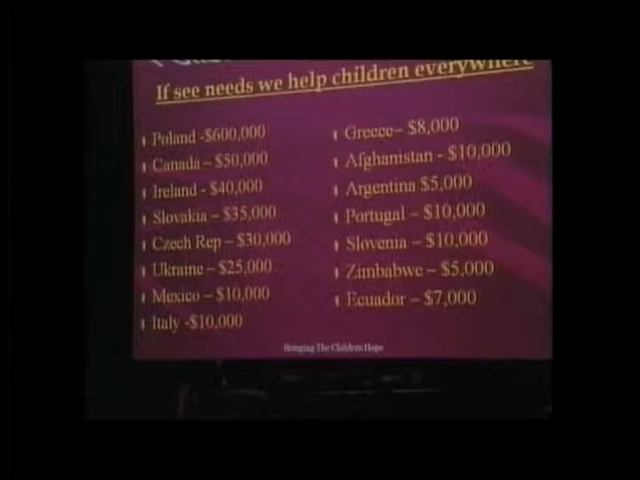 If see needs we help children everywhere
Poland -$600,000
Canada – $50,000
Ireland - $40,000
Slovakia – $35,000
Czech Rep – $30,000
Ukraine – $25,000
Mexico – $10,000
Italy -$10,000
Greece– $8,000
Afghanistan - $10,000
Argentina $5,000
Portugal – $10,000
Slovenia – $10,000
Zimbabwe – $5,000
Ecuador – $7,000
Bringing The Children Hope